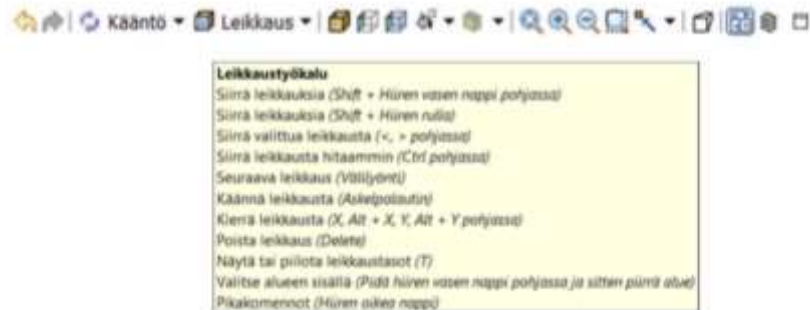 Kääntö Leikkaus
Leikkaustyökalu
Siirrä leikkauksia (Shift + Hiiren vasen nappi pohjassa)
Siirrä leikkauksia (Shift + Hiiren rulla)
Siirrä valittua leikkausta (<, > pohjassa)
Siirrä leikkausta hitaammin (Ctrl pohjassa)
Seuraava leikkaus (Välilyönti)
Käännä leikkausta (Askelpalautin)
Kierrä leikkausta (X, Alt + X, Y, Alt + Y pohjassa)
Poista leikkaus (Delete)
Näytä tai piilota leikkaustasot (T)
Valitse alueen sisällä (Pidä hiiren vasen nappi pohjassa ja sitten piirrä alue)
Pikakomennot (Hiiren oikea nappi)